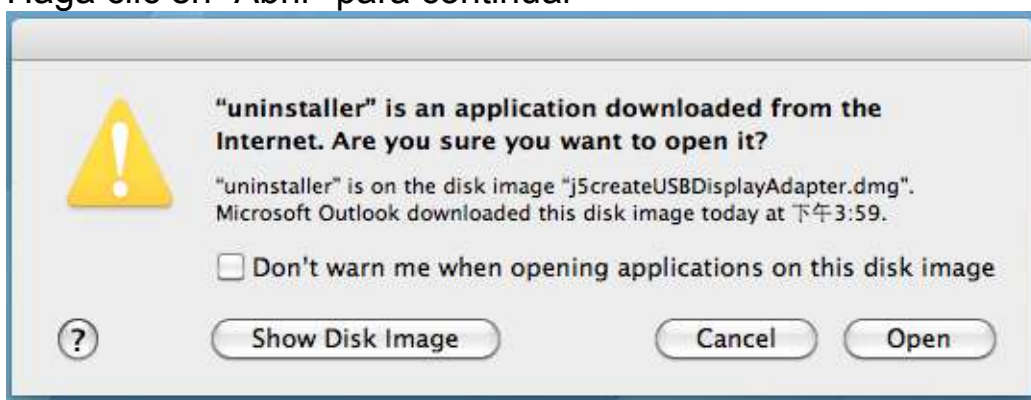 Haga clic en "Abrir" para continuar
“uninstaller” is an application downloaded from the
Internet. Are you sure you want to open it?
“uninstaller” is on the disk image “j5createUSBDisplayAdapter.dmg”.
Microsoft Outlook downloaded this disk image today at 下午3:59.
Don’t warn me when opening applications on this disk image
?
Show Disk Image
Cancel
Open